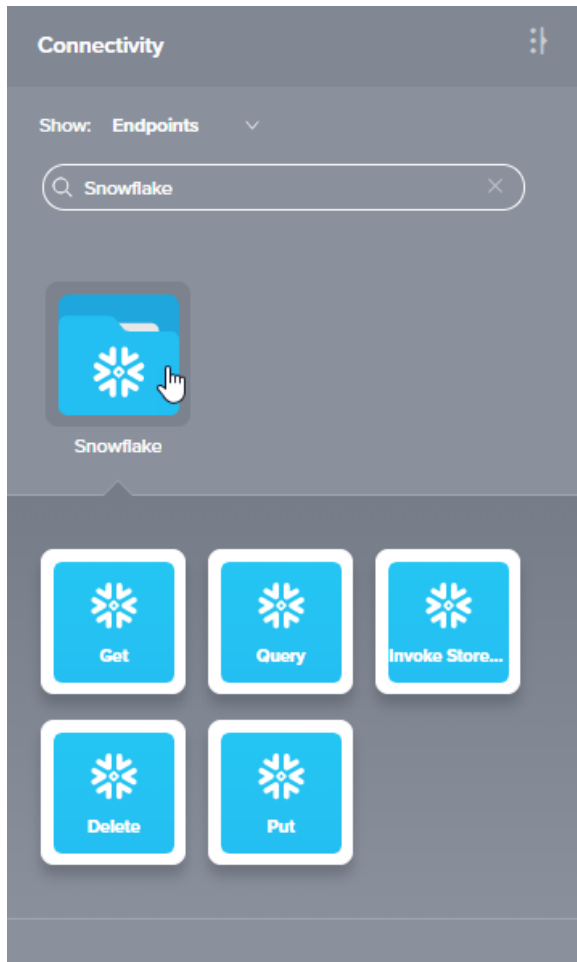 Connectivity
Show: Endpoints
Snowflake
Snowflake
Get Query Invoke Store...
Delete Put